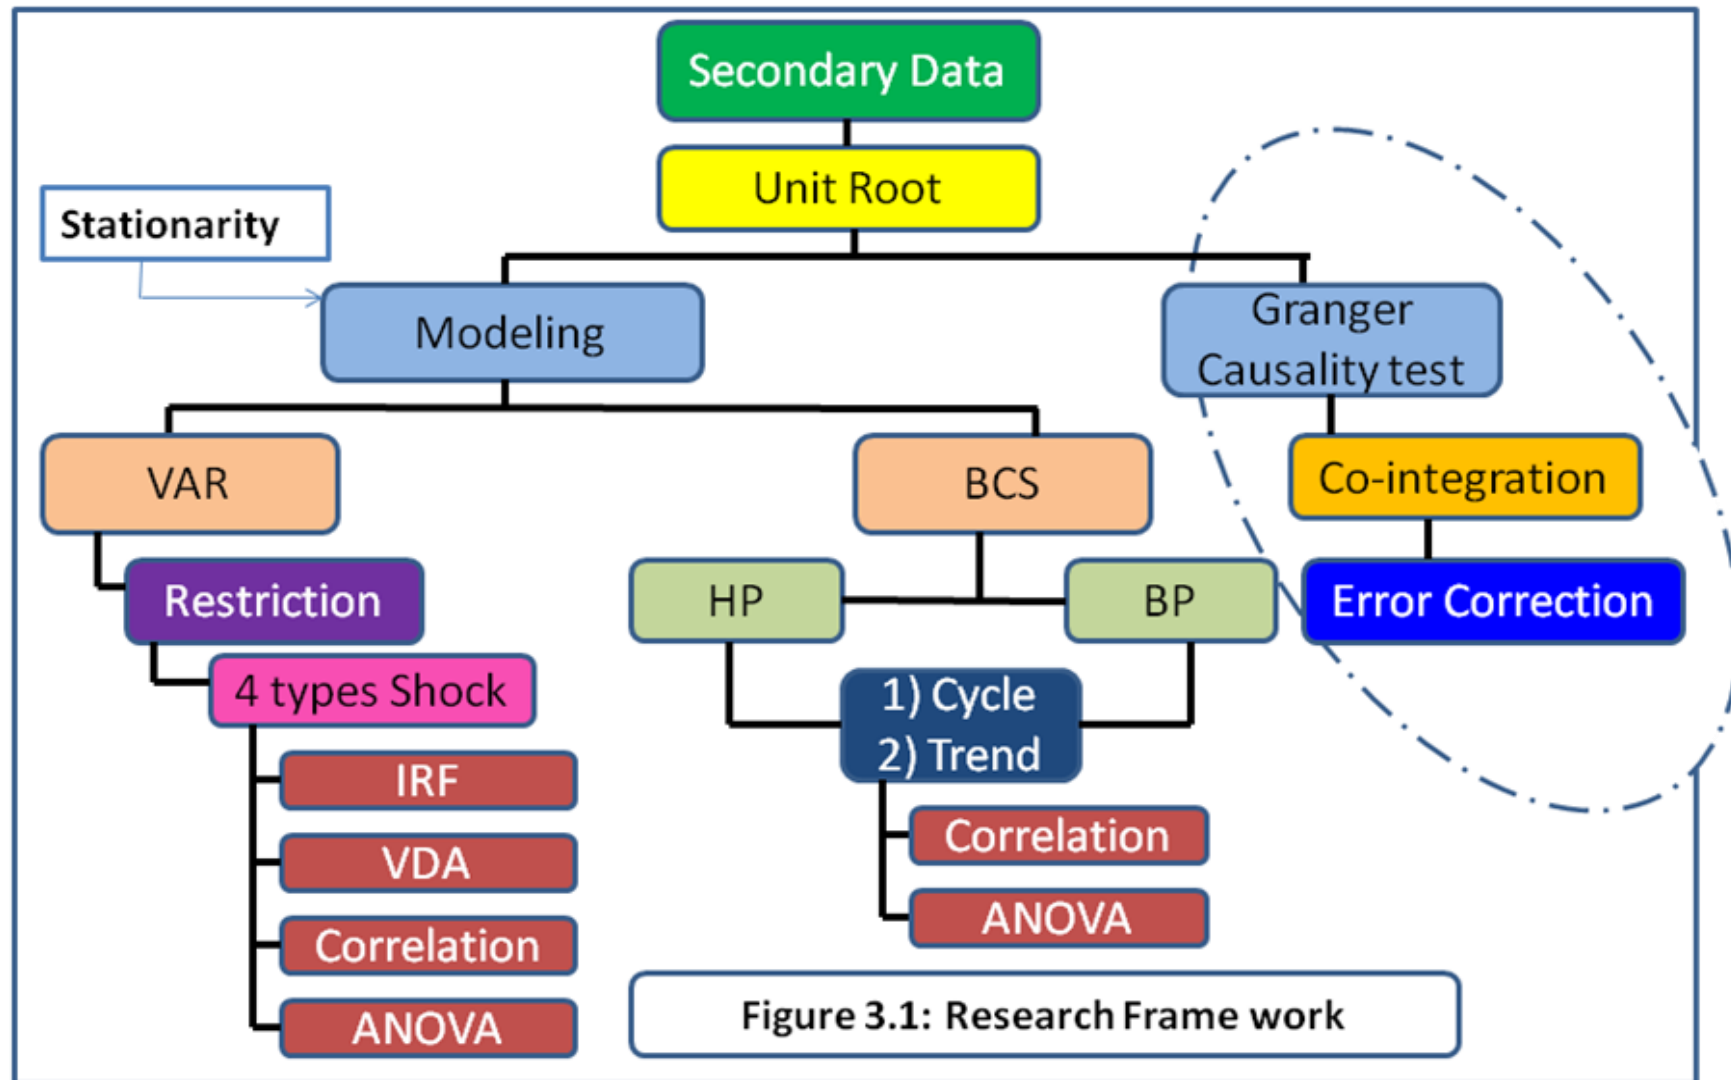 Secondary Data
Unit Root
Stationarity
Modeling
Granger
Causality test
VAR
BCS
Co-integration
Restriction
HP
BP
Error Correction
4 types Shock
1) Cycle
2) Trend
IRF
VDA
Correlation
ANOVA
Correlation
ANOVA
Figure 3.1: Research Frame work